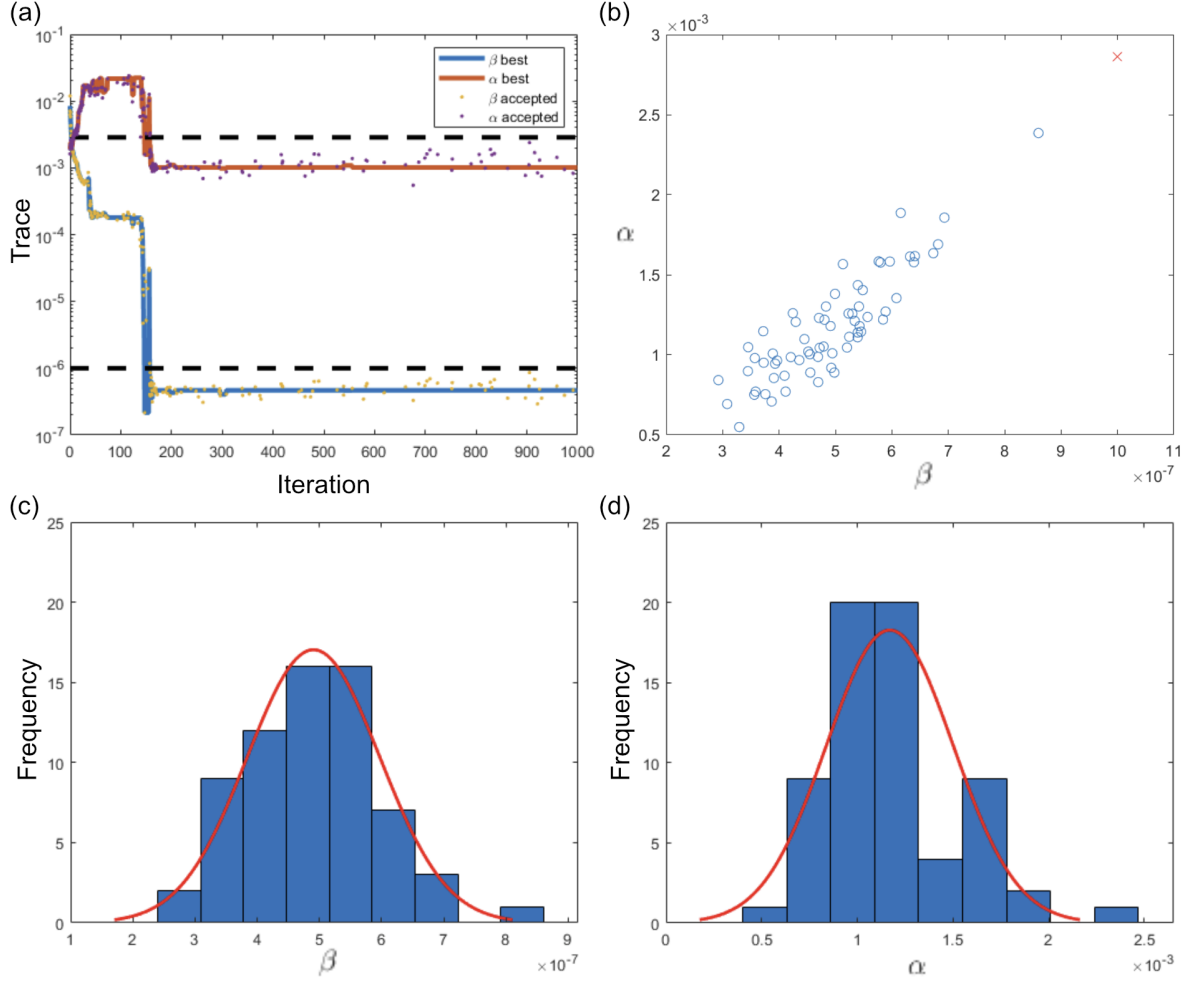 (a)
10^-1
10^-2
10^-3
10^-4
10^-5
10^-6
10^-7
Trace
0 100 200 300 400 500 600 700 800 900 1000
Iteration
β best
α best
β accepted
α accepted
(b)
×10^-3
3
2.5
2
1.5
1
0.5
α
2 3 4 5 6 7 8 9 10 11
β
×10^-7
(c)
25
20
15
10
5
0
Frequency
1 2 3 4 5 6 7 8 9
β
×10^-7
(d)
25
20
15
10
5
0
Frequency
0 0.5 1 1.5 2 2.5
α
×10^-3